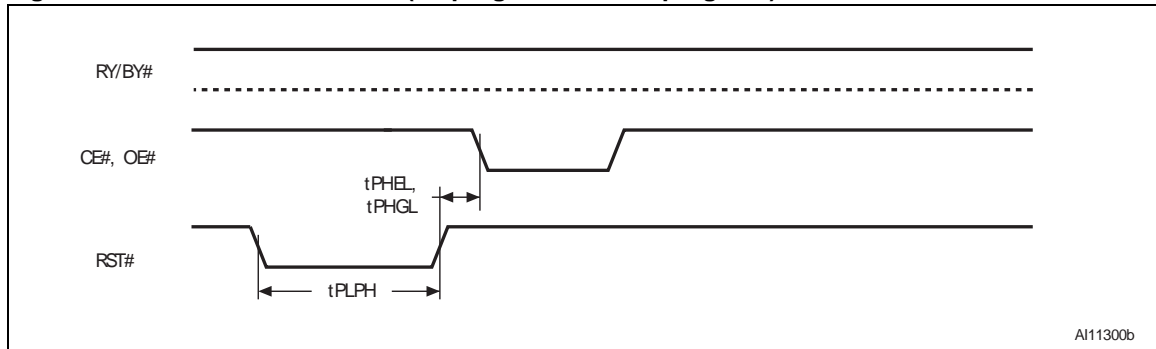 RY/BY#
CE#, OE#
tPHEL,
tPHGL
RST#
tPLPH
AI11300b